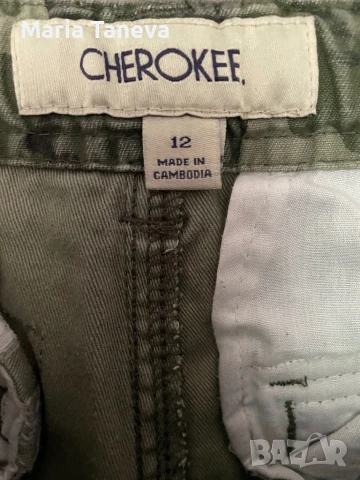 Maria Taneva
CHEROKEE.
12
MADE IN
CAMBODIA
BAZAR